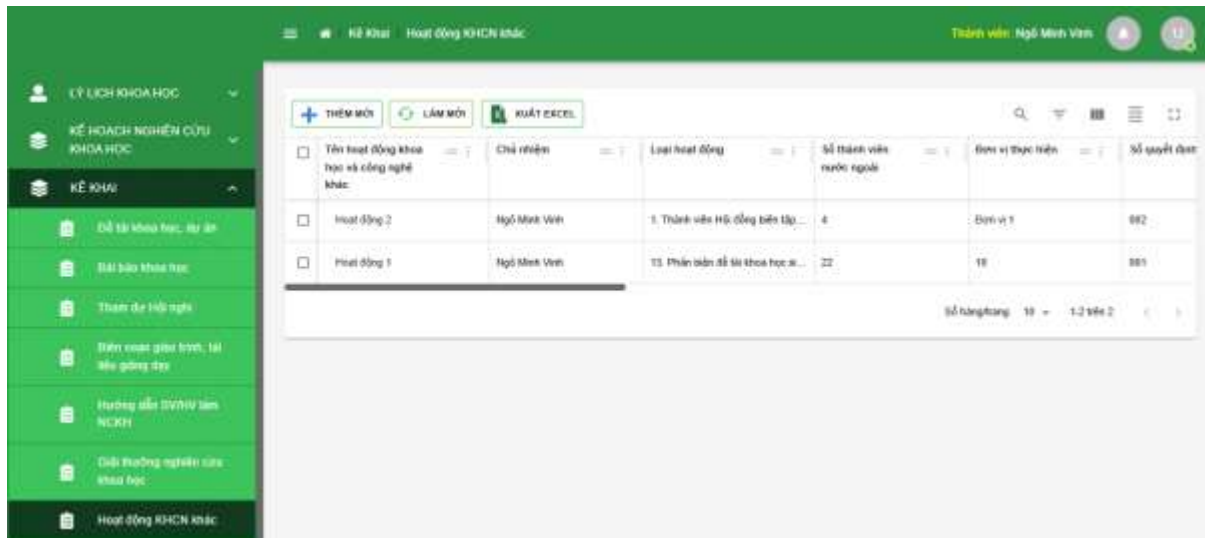 Kê Khai Hoạt động KHCN khác
Thành viên: Ngô Minh Vinh
LÝ LỊCH KHOA HỌC
KẾ HOẠCH NGHIÊN CỨU
KHOA HỌC
KÊ KHAI
Đề tài khoa học, dự án
Bài báo khoa học
Tham dự Hội nghị
Biên soạn giáo trình, tài
liệu giảng dạy
Hướng dẫn SV/HV làm
NCKH
Giải thưởng nghiên cứu
khoa học
Hoạt động KHCN khác
THÊM MỚI LÀM MỚI XUẤT EXCEL
Tên hoạt động khoa
học và công nghệ
khác
Chủ nhiệm
Loại hoạt động
Số thành viên
nước ngoài
Đơn vị thực hiện
Số quyết định
Hoạt động 2 Ngô Minh Vinh 1. Thành viên Hội đồng biên tập... 4 Đơn vị 1 002
Hoạt động 1 Ngô Minh Vinh 13. Phản biện đề tài khoa học ... 22 10 001
Số hàng/trang 10 1-2 trên 2